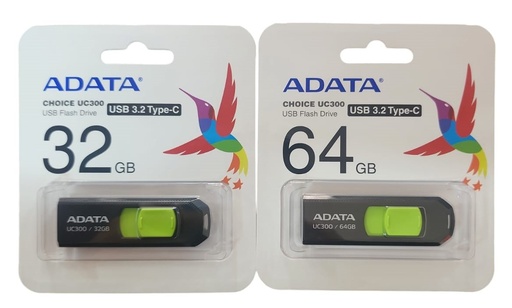 ADATA®
CHOICE UC300
USB Flash Drive
USB 3.2 Type-C
32 GB
ADATA
UC300 / 32GB
ADATA®
CHOICE UC300
USB Flash Drive
USB 3.2 Type-C
64 GB
ADATA
UC300 / 64GB